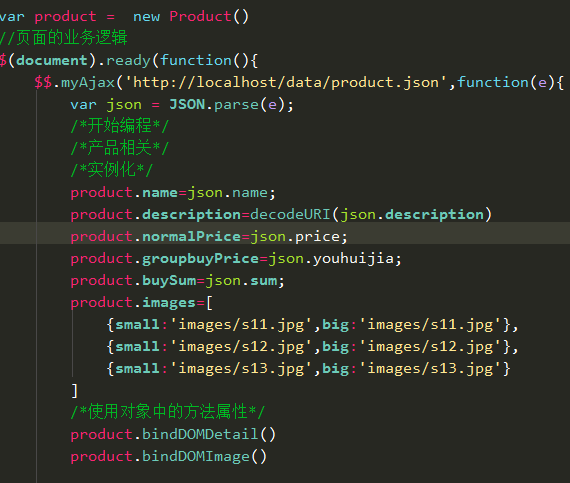 var product =  new Product()
//页面的业务逻辑
$(document).ready(function(){
    $$.myAjax('http://localhost/data/product.json',function(e){
        var json = JSON.parse(e);
        /*开始编程*/
        /*产品相关*/
        /*实例化*/
        product.name=json.name;
        product.description=decodeURI(json.description)
        product.normalPrice=json.price;
        product.groupbuyPrice=json.youhuijia;
        product.buySum=json.sum;
        product.images=[
            {small:'images/s11.jpg',big:'images/s11.jpg'},
            {small:'images/s12.jpg',big:'images/s12.jpg'},
            {small:'images/s13.jpg',big:'images/s13.jpg'}
        ]
        /*使用对象中的方法属性*/
        product.bindDOMDetail()
        product.bindDOMImage()